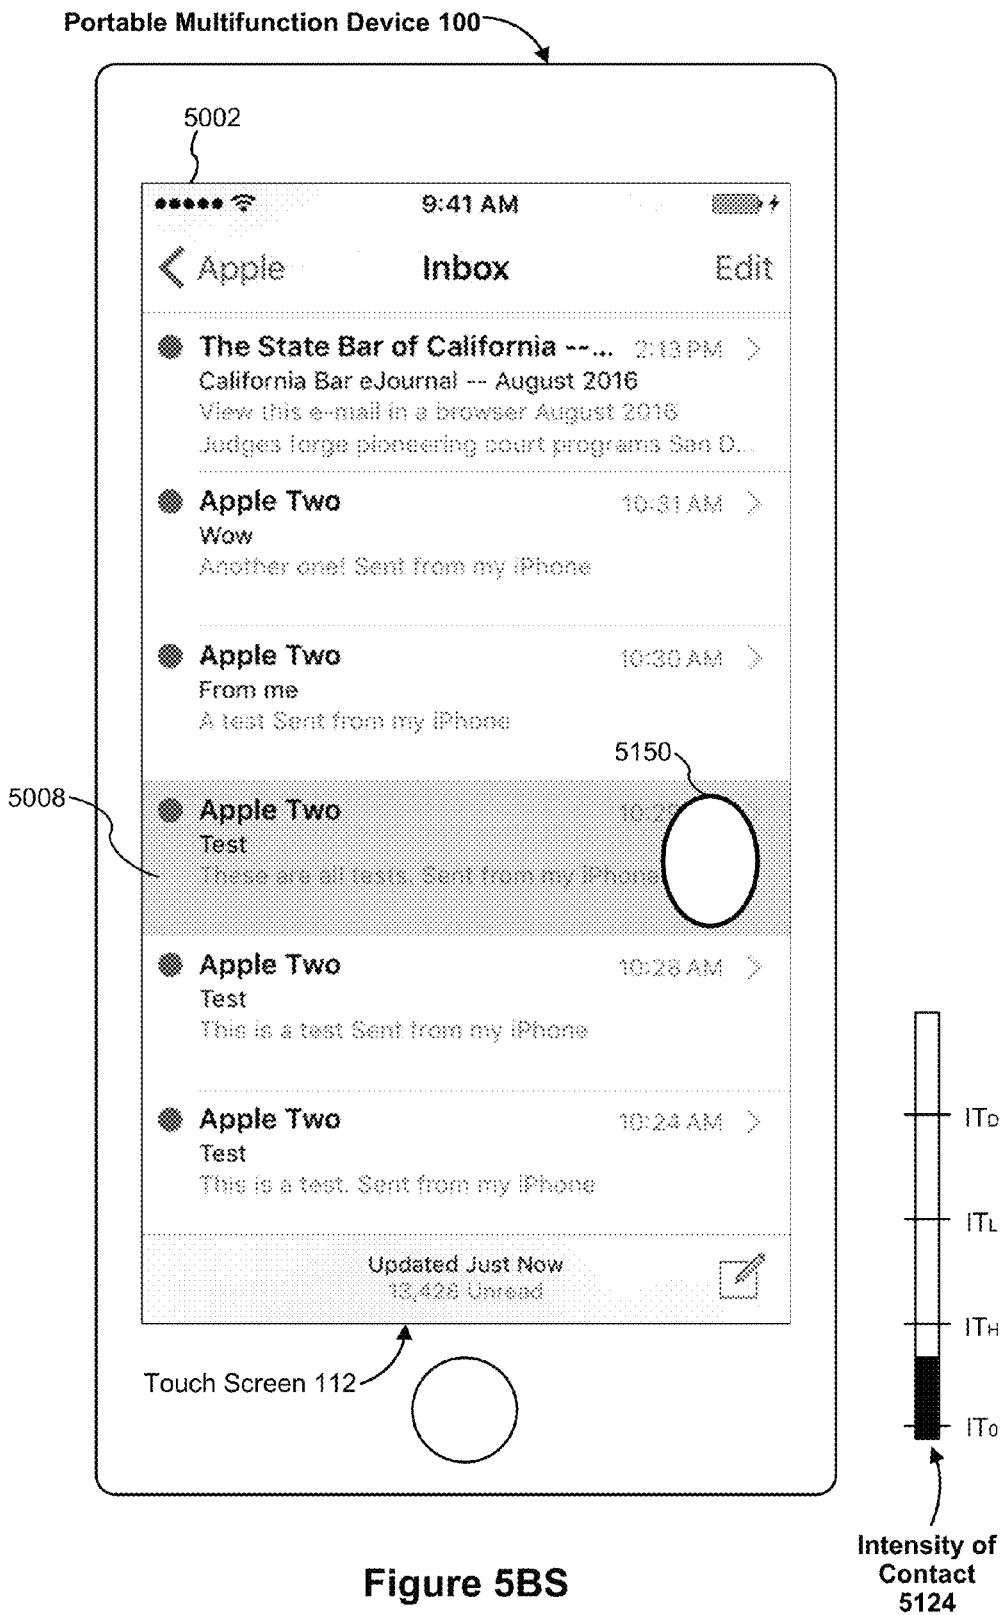 Portable Multifunction Device 100
5002
9:41 AM
Apple Inbox Edit
The State Bar of California --... 2:13 PM
California Bar eJournal -- August 2016
View this e-mail in a browser August 2016
Judges forge pioneering court programs San D...
Apple Two 10:31 AM
Wow
Another one! Sent from my iPhone
Apple Two 10:30 AM
From me
A test Sent from my iPhone
5150
5008
Apple Two
Test
These are all tests. Sent from my iPhone
Apple Two 10:28 AM
Test
This is a test Sent from my iPhone
Apple Two 10:24 AM
Test
This is a test. Sent from my iPhone
ITD
ITL
ITH
IT0
Updated Just Now
13,428 Unread
Touch Screen 112
Intensity of
Contact
5124
Figure 5BS